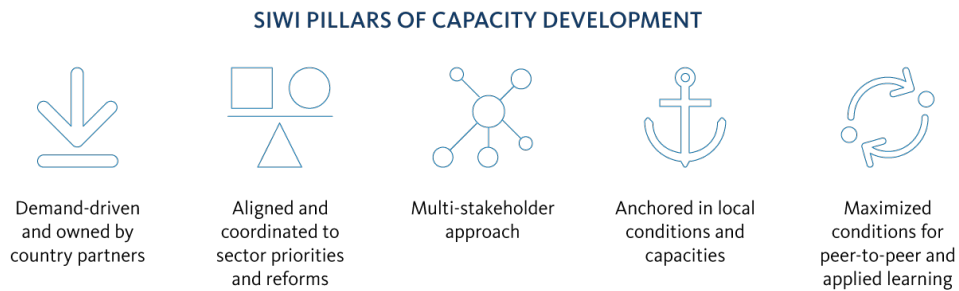 SIWI PILLARS OF CAPACITY DEVELOPMENT
Demand-driven
and owned by
country partners
Aligned and
coordinated to
sector priorities
and reforms
Multi-stakeholder
approach
Anchored in local
conditions and
capacities
Maximized
conditions for
peer-to-peer and
applied learning